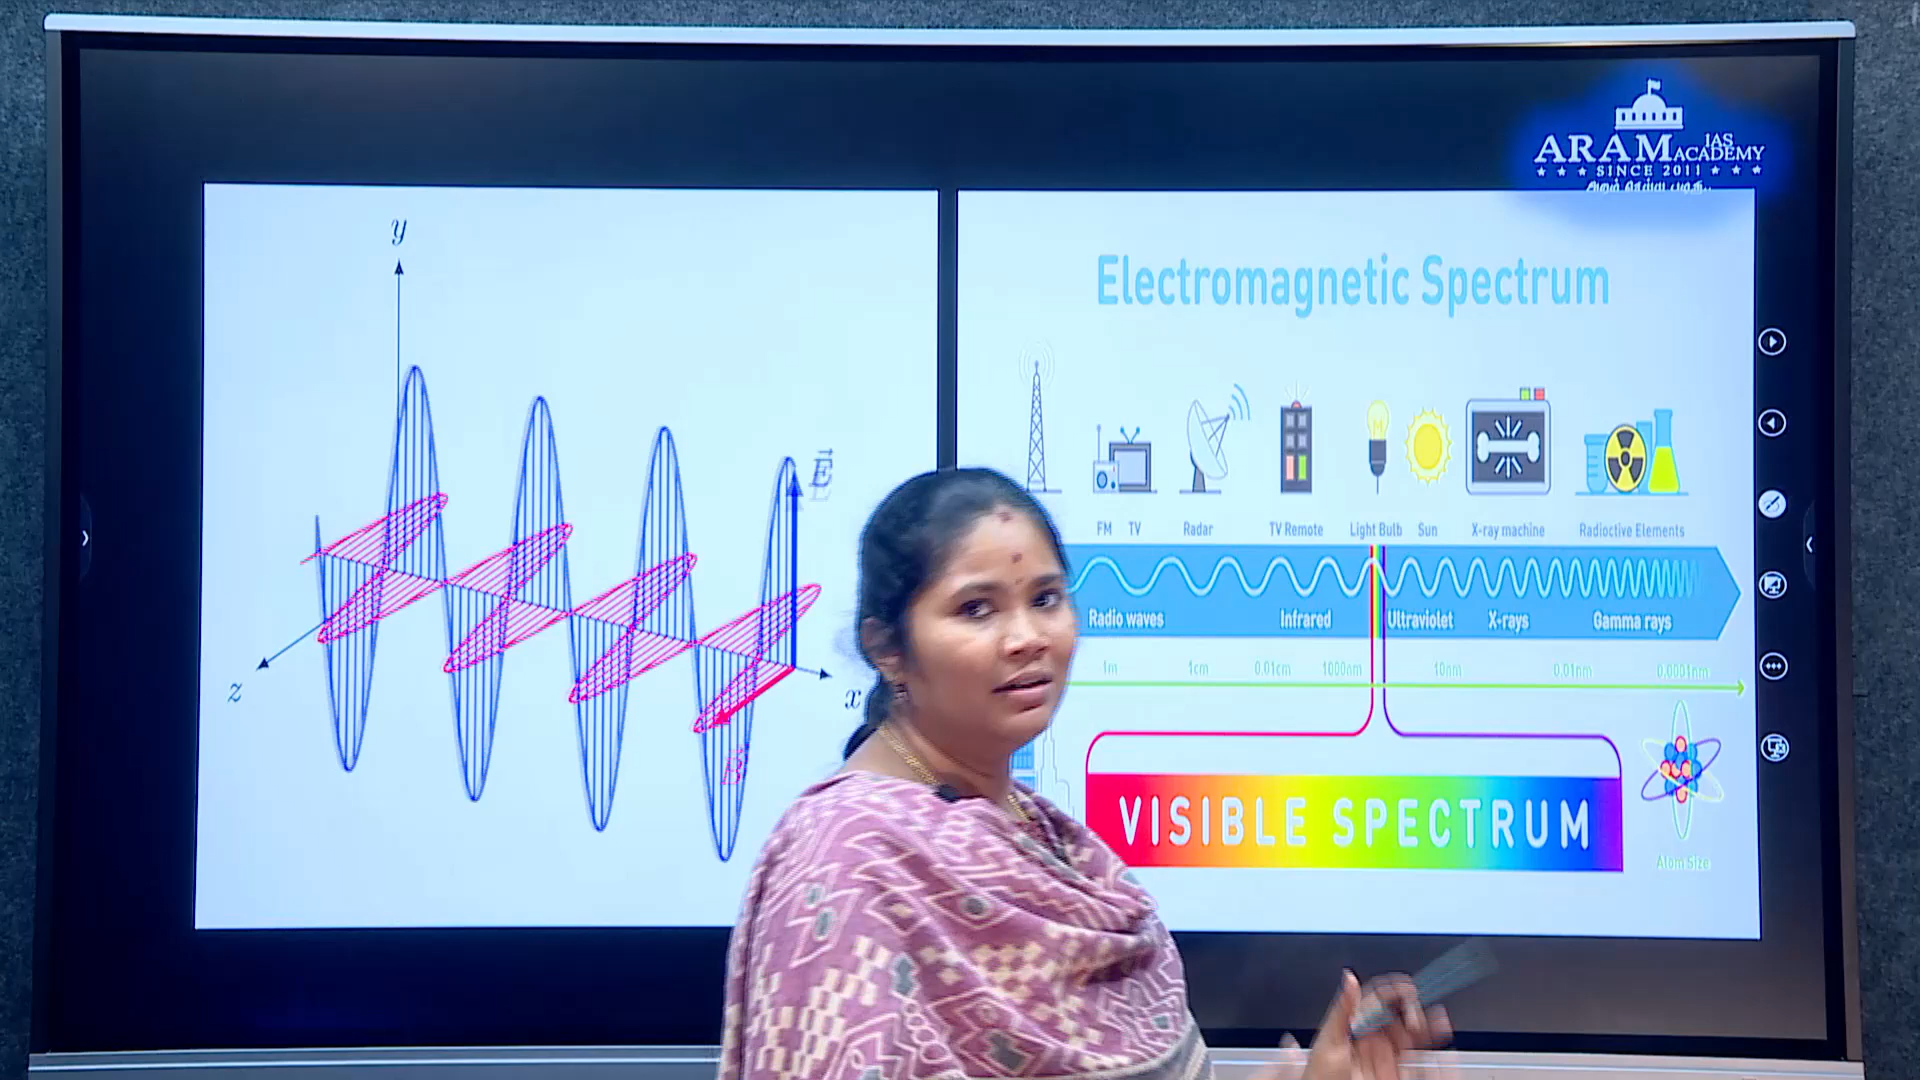 ARAM IAS ACADEMY
★ ★ ★ SINCE 2011 ★ ★ ★
y
E
z
x
B
Electromagnetic Spectrum
FM TV Radar TV Remote Light Bulb Sun X-ray machine Radioctive Elements
Radio waves Infrared Ultraviolet X-rays Gamma rays
1m 1cm 0.01cm 1000nm 10nm 0.01nm 0.0001nm
VISIBLE SPECTRUM
Atom Size